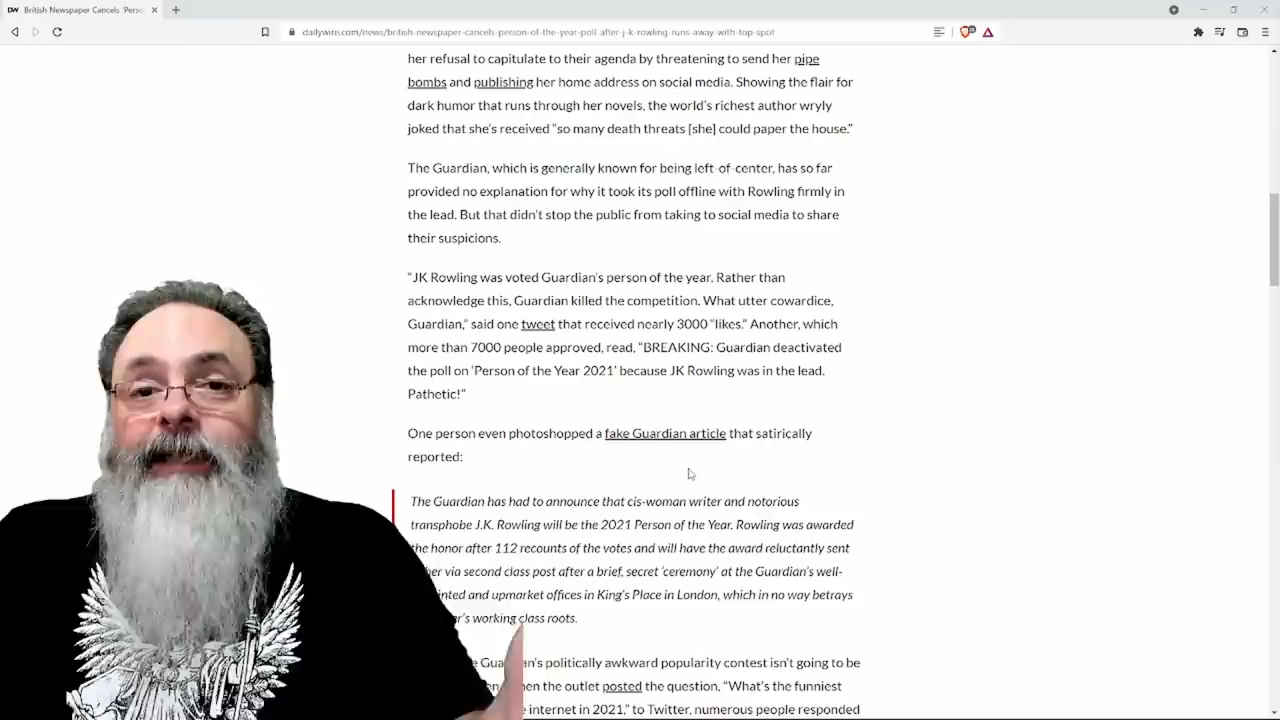 DW British Newspaper Cancels 'Perso
dailywire.com/news/british-newspaper-cancels-person-of-the-year-poll-after-j-k-rowling-runs-away-with-top-spot
her refusal to capitulate to their agenda by threatening to send her pipe
bombs and publishing her home address on social media. Showing the flair for
dark humor that runs through her novels, the world's richest author wryly
joked that she's received “so many death threats [she] could paper the house.”
The Guardian, which is generally known for being left-of-center, has so far
provided no explanation for why it took its poll offline with Rowling firmly in
the lead. But that didn't stop the public from taking to social media to share
their suspicions.
“JK Rowling was voted Guardian's person of the year. Rather than
acknowledge this, Guardian killed the competition. What utter cowardice,
Guardian,” said one tweet that received nearly 3000 “likes.” Another, which
more than 7000 people approved, read, “BREAKING: Guardian deactivated
the poll on ‘Person of the Year 2021’ because JK Rowling was in the lead.
Pathetic!”
One person even photoshopped a fake Guardian article that satirically
reported:
The Guardian has had to announce that cis-woman writer and notorious
transphobe J.K. Rowling will be the 2021 Person of the Year. Rowling was awarded
the honor after 112 recounts of the votes and will have the award reluctantly sent
her via second class post after a brief, secret ‘ceremony’ at the Guardian's well-
nted and upmarket offices in King's Place in London, which in no way betrays
r's working class roots.
Guardian's politically awkward popularity contest isn't going to be
hen the outlet posted the question, “What's the funniest
e internet in 2021,” to Twitter, numerous people responded